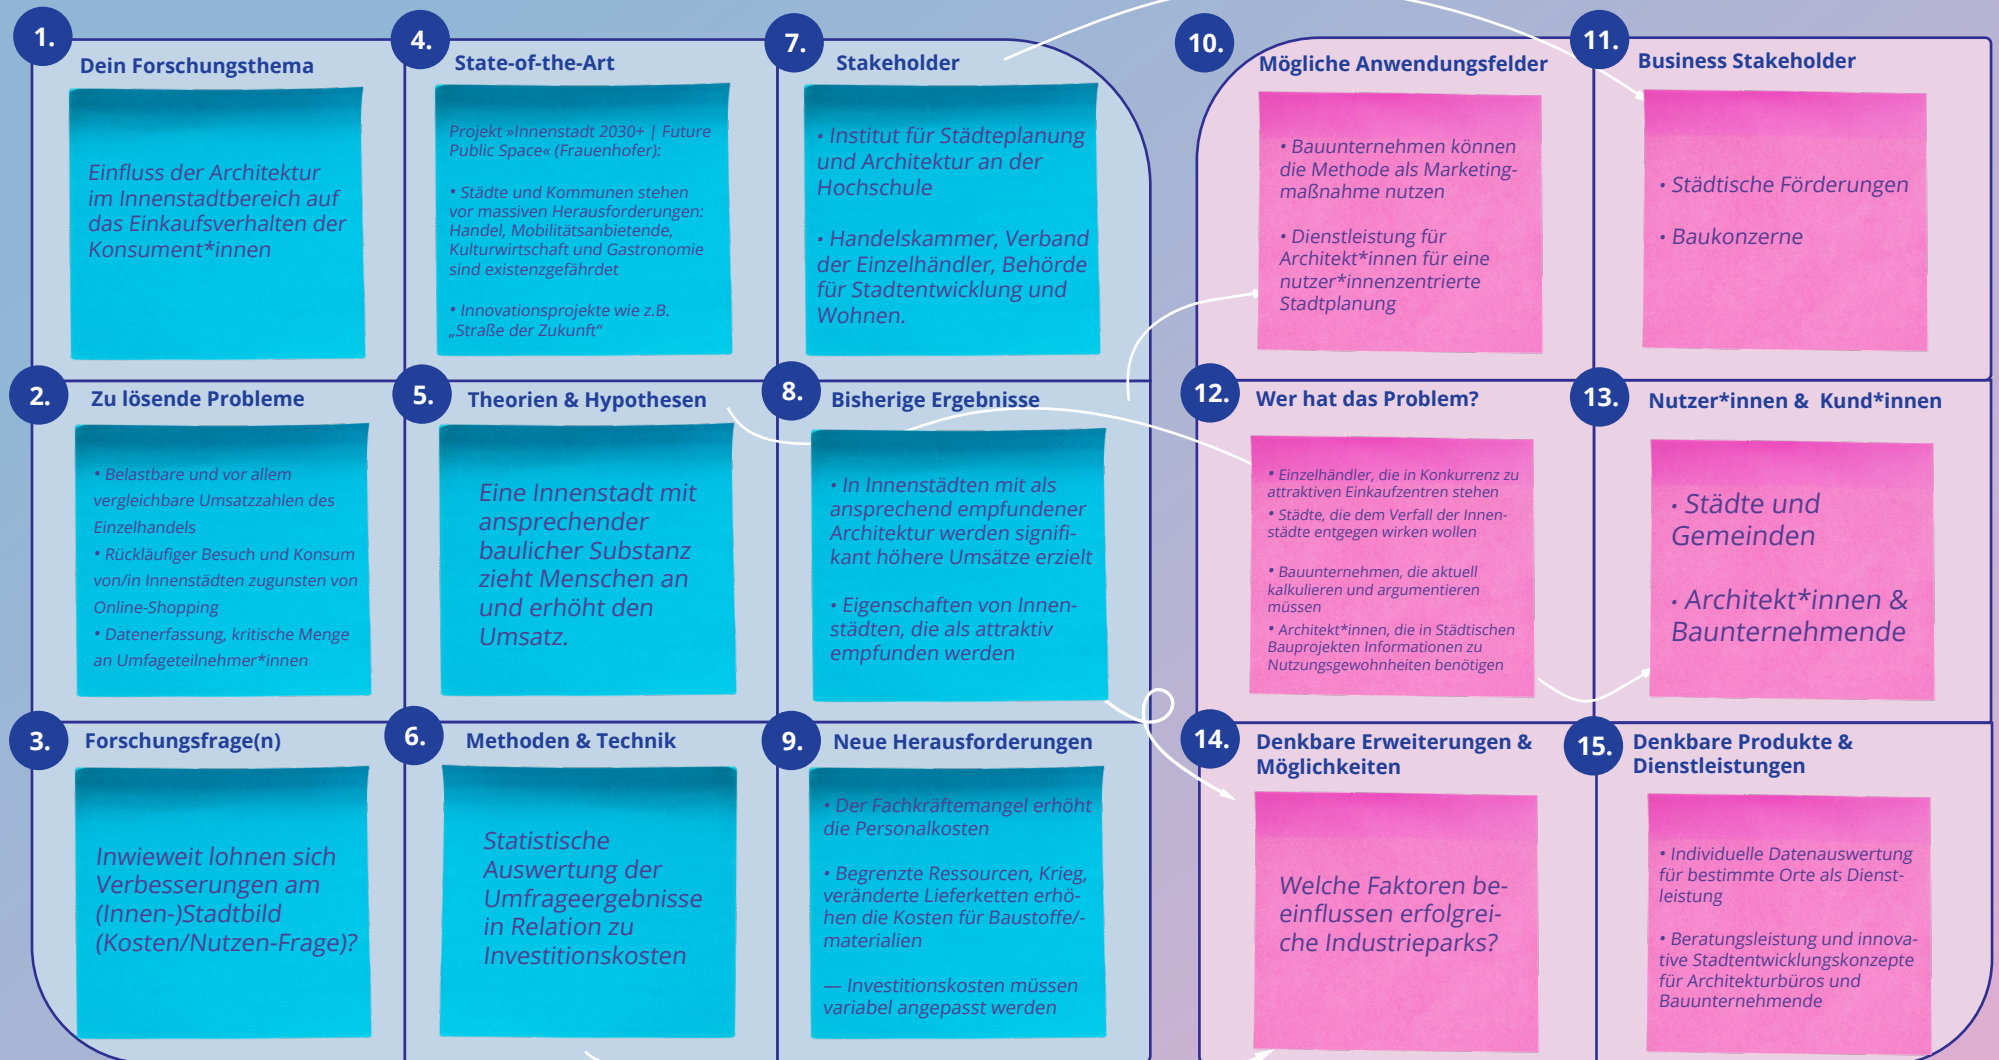 1.
Dein Forschungsthema
Einfluss der Architektur
im Innenstadtbereich auf
das Einkaufsverhalten der
Konsument*innen
2.
Zu lösende Probleme
• Belastbare und vor allem
vergleichbare Umsatzzahlen des
Einzelhandels
• Rückläufiger Besuch und Konsum
von/in Innenstädten zugunsten von
Online-Shopping
• Datenerfassung, kritische Menge
an Umfageteilnehmer*innen
3.
Forschungsfrage(n)
Inwieweit lohnen sich
Verbesserungen am
(Innen-)Stadtbild
(Kosten/Nutzen-Frage)?
4.
State-of-the-Art
Projekt »Innenstadt 2030+ | Future
Public Space« (Frauenhofer):
• Städte und Kommunen stehen
vor massiven Herausforderungen:
Handel, Mobilitätsanbietende,
Kulturwirtschaft und Gastronomie
sind existenzgefährdet
• Innovationsprojekte wie z.B.
„Straße der Zukunft“
5.
Theorien & Hypothesen
Eine Innenstadt mit
ansprechender
baulicher Substanz
zieht Menschen an
und erhöht den
Umsatz.
6.
Methoden & Technik
Statistische
Auswertung der
Umfrageergebnisse
in Relation zu
Investitionskosten
7.
Stakeholder
• Institut für Städteplanung
und Architektur an der
Hochschule
• Handelskammer, Verband
der Einzelhändler, Behörde
für Stadtentwicklung und
Wohnen.
8.
Bisherige Ergebnisse
• In Innenstädten mit als
ansprechend empfundener
Architektur werden signifi-
kant höhere Umsätze erzielt
• Eigenschaften von Innen-
städten, die als attraktiv
empfunden werden
9.
Neue Herausforderungen
• Der Fachkräftemangel erhöht
die Personalkosten
• Begrenzte Ressourcen, Krieg,
veränderte Lieferketten erhö-
hen die Kosten für Baustoffe/-
materialien
— Investitionskosten müssen
variabel angepasst werden
10.
Mögliche Anwendungsfelder
• Bauunternehmen können
die Methode als Marketing-
maßnahme nutzen
• Dienstleistung für
Architekt*innen für eine
nutzer*innenzentrierte
Stadtplanung
11.
Business Stakeholder
• Städtische Förderungen
• Baukonzerne
12.
Wer hat das Problem?
• Einzelhändler, die in Konkurrenz zu
attraktiven Einkaufzentren stehen
• Städte, die dem Verfall der Innen-
städte entgegen wirken wollen
• Bauunternehmen, die aktuell
kalkulieren und argumentieren
müssen
• Architekt*innen, die in Städtischen
Bauprojekten Informationen zu
Nutzungsgewohnheiten benötigen
13.
Nutzer*innen & Kund*innen
• Städte und
Gemeinden
• Architekt*innen &
Baunternehmende
14.
Denkbare Erweiterungen &
Möglichkeiten
Welche Faktoren be-
einflussen erfolgrei-
che Industrieparks?
15.
Denkbare Produkte &
Dienstleistungen
• Individuelle Datenauswertung
für bestimmte Orte als Dienst-
leistung
• Beratungsleistung und innova-
tive Stadtentwicklungskonzepte
für Architekturbüros und
Bauunternehmende